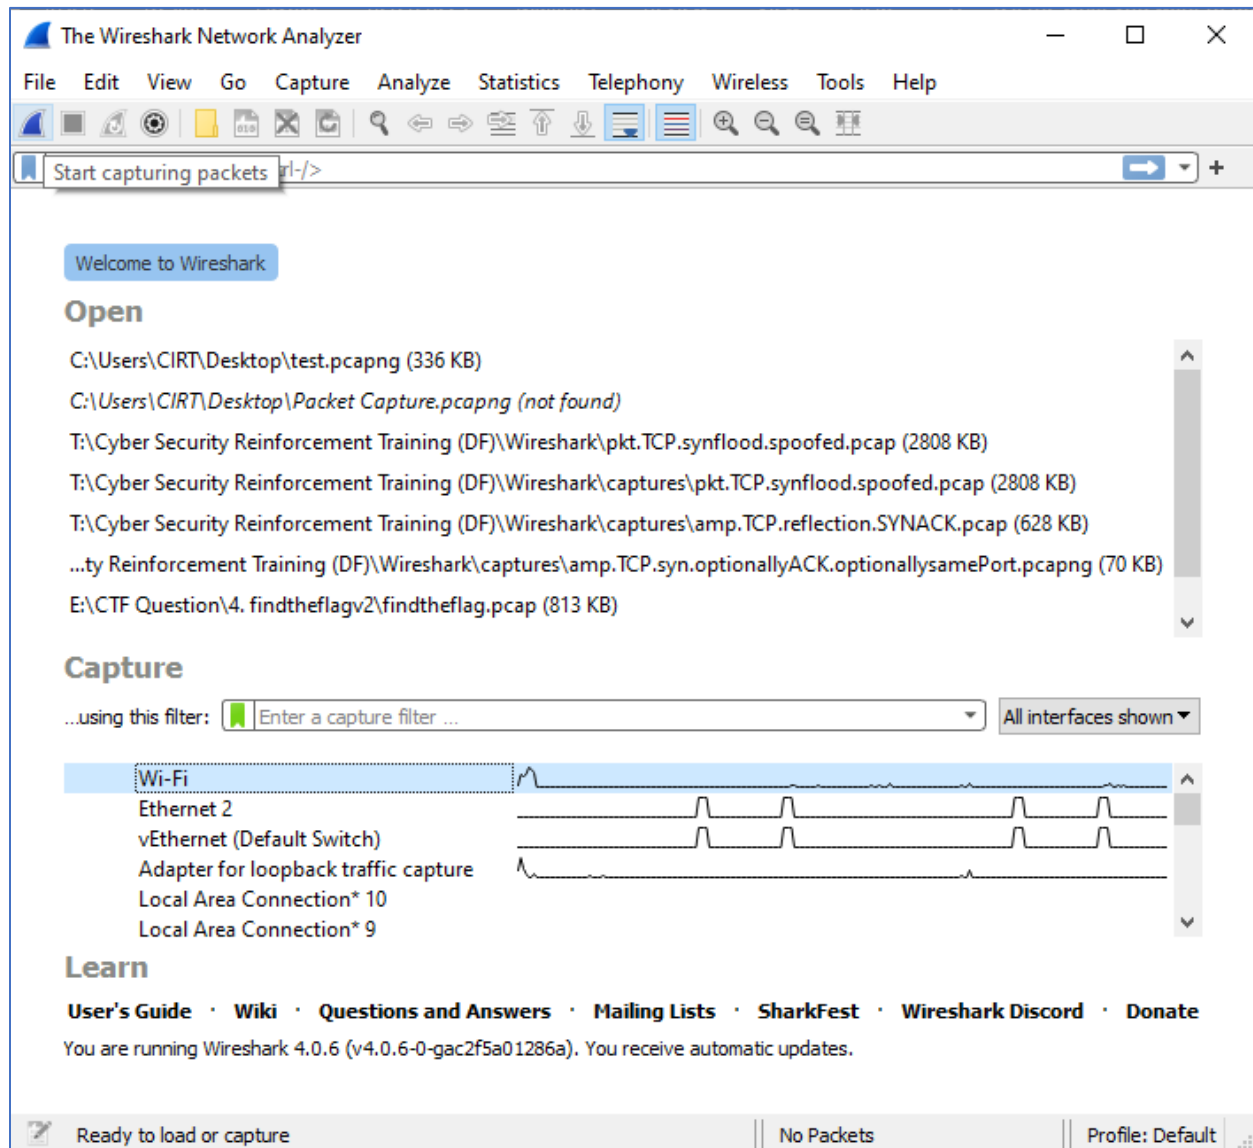 The Wireshark Network Analyzer
File Edit View Go Capture Analyze Statistics Telephony Wireless Tools Help
Start capturing packets rl-/>
Welcome to Wireshark
Open
C:\Users\CIRT\Desktop\test.pcapng (336 KB)
C:\Users\CIRT\Desktop\Packet Capture.pcapng (not found)
T:\Cyber Security Reinforcement Training (DF)\Wireshark\pkt.TCP.synflood.spoofed.pcap (2808 KB)
T:\Cyber Security Reinforcement Training (DF)\Wireshark\captures\pkt.TCP.synflood.spoofed.pcap (2808 KB)
T:\Cyber Security Reinforcement Training (DF)\Wireshark\captures\amp.TCP.reflection.SYNACK.pcap (628 KB)
...ty Reinforcement Training (DF)\Wireshark\captures\amp.TCP.syn.optionallyACK.optionallysamePort.pcapng (70 KB)
E:\CTF Question\4. findtheflagv2\findtheflag.pcap (813 KB)
Capture
...using this filter: Enter a capture filter ... All interfaces shown
Wi-Fi
Ethernet 2
vEthernet (Default Switch)
Adapter for loopback traffic capture
Local Area Connection* 10
Local Area Connection* 9
Learn
User's Guide · Wiki · Questions and Answers · Mailing Lists · SharkFest · Wireshark Discord · Donate
You are running Wireshark 4.0.6 (v4.0.6-0-gac2f5a01286a). You receive automatic updates.
Ready to load or capture No Packets Profile: Default